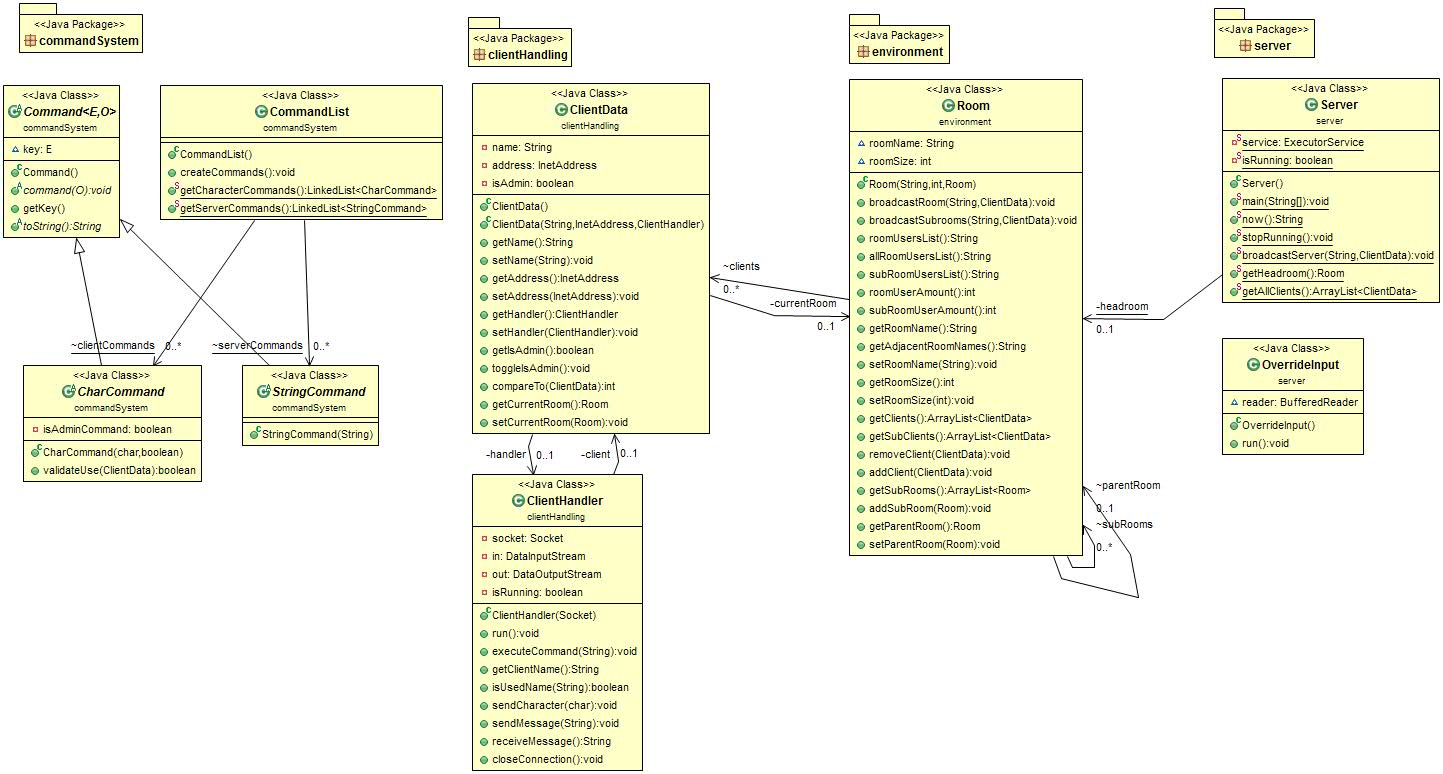 <<Java Package>>
commandSystem
<<Java Class>>
Command<E,O>
commandSystem
key: E
Command()
command(O):void
getKey()
toString():String
<<Java Class>>
CommandList
commandSystem
CommandList()
createCommands():void
getCharacterCommands():LinkedList<CharCommand>
getServerCommands():LinkedList<StringCommand>
~clientCommands
0..*
~serverCommands
0..*
<<Java Class>>
CharCommand
commandSystem
isAdminCommand: boolean
CharCommand(char,boolean)
validateUse(ClientData):boolean
<<Java Class>>
StringCommand
commandSystem
StringCommand(String)
<<Java Package>>
clientHandling
<<Java Class>>
ClientData
clientHandling
name: String
address: InetAddress
isAdmin: boolean
ClientData()
ClientData(String,InetAddress,ClientHandler)
getName():String
setName(String):void
getAddress():InetAddress
setAddress(InetAddress):void
getHandler():ClientHandler
setHandler(ClientHandler):void
getIsAdmin():boolean
toggleIsAdmin():void
compareTo(ClientData):int
getCurrentRoom():Room
setCurrentRoom(Room):void
-handler
0..1
-client
0..1
<<Java Class>>
ClientHandler
clientHandling
socket: Socket
in: DataInputStream
out: DataOutputStream
isRunning: boolean
ClientHandler(Socket)
run():void
executeCommand(String):void
getClientName():String
isUsedName(String):boolean
sendCharacter(char):void
sendMessage(String):void
receiveMessage():String
closeConnection():void
~clients
0..*
-currentRoom
0..1
<<Java Package>>
environment
<<Java Class>>
Room
environment
roomName: String
roomSize: int
Room(String,int,Room)
broadcastRoom(String,ClientData):void
broadcastSubrooms(String,ClientData):void
roomUsersList():String
allRoomUsersList():String
subRoomUsersList():String
roomUserAmount():int
subRoomUserAmount():int
getRoomName():String
getAdjacentRoomNames():String
setRoomName(String):void
getRoomSize():int
setRoomSize(int):void
getClients():ArrayList<ClientData>
getSubClients():ArrayList<ClientData>
removeClient(ClientData):void
addClient(ClientData):void
getSubRooms():ArrayList<Room>
addSubRoom(Room):void
getParentRoom():Room
setParentRoom(Room):void
~parentRoom
0..1
~subRooms
0..*
-headroom
0..1
<<Java Package>>
server
<<Java Class>>
Server
server
service: ExecutorService
isRunning: boolean
Server()
main(String[]):void
now():String
stopRunning():void
broadcastServer(String,ClientData):void
getHeadroom():Room
getAllClients():ArrayList<ClientData>
<<Java Class>>
OverrideInput
server
reader: BufferedReader
OverrideInput()
run():void